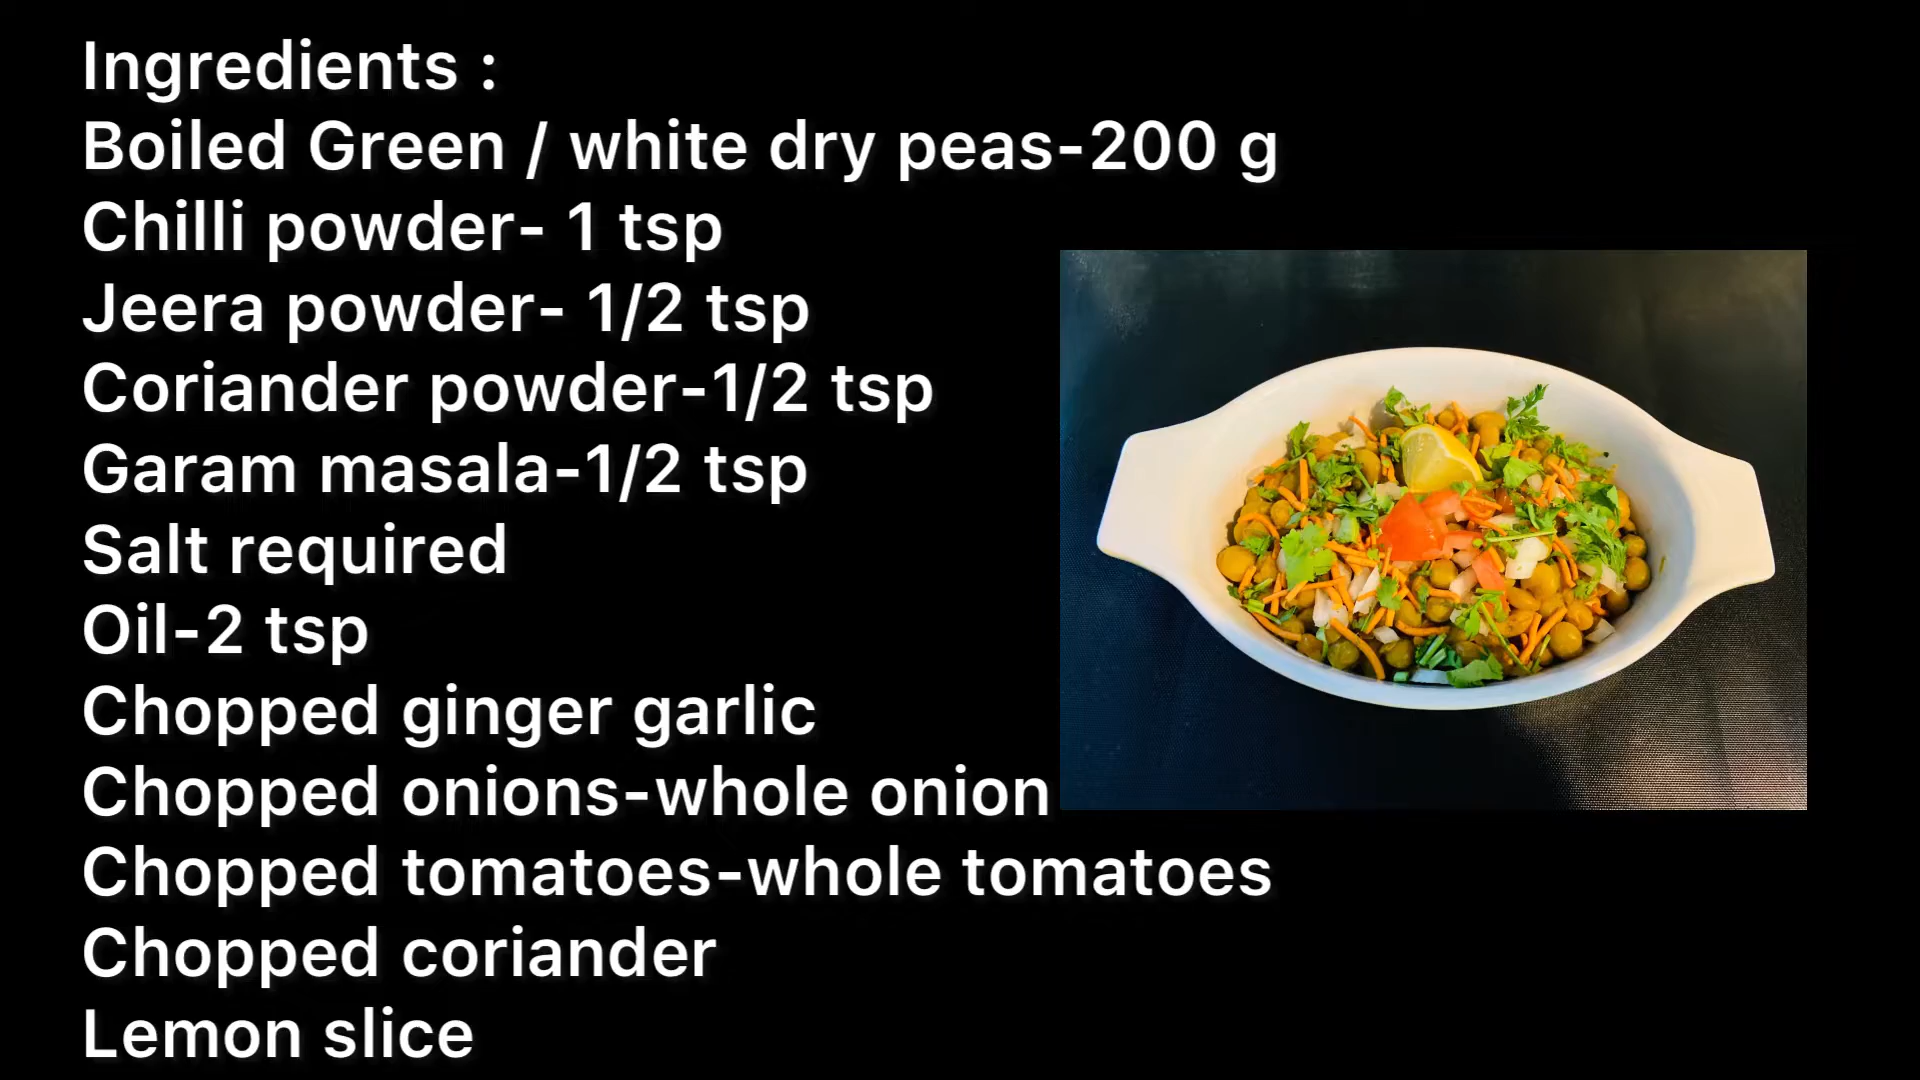 Ingredients :
Boiled Green / white dry peas-200 g
Chilli powder- 1 tsp
Jeera powder- 1/2 tsp
Coriander powder-1/2 tsp
Garam masala-1/2 tsp
Salt required
Oil-2 tsp
Chopped ginger garlic
Chopped onions-whole onion
Chopped tomatoes-whole tomatoes
Chopped coriander
Lemon slice